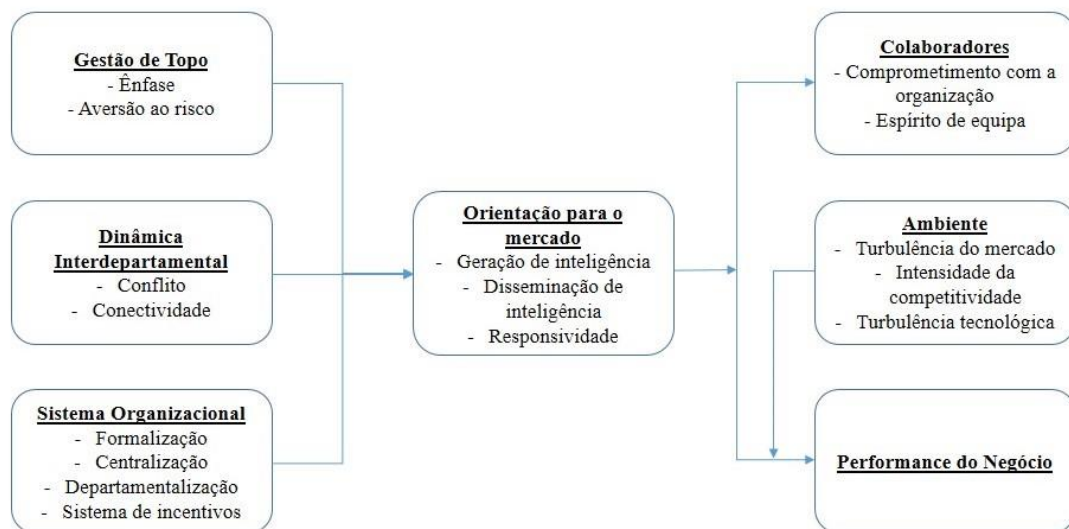 Gestão de Topo
- Ênfase
- Aversão ao risco
Dinâmica
Interdepartamental
- Conflito
- Conectividade
Sistema Organizacional
- Formalização
- Centralização
- Departamentalização
- Sistema de incentivos
Orientação para o
mercado
- Geração de inteligência
- Disseminação de
inteligência
- Responsividade
Colaboradores
- Comprometimento com a
organização
- Espírito de equipa
Ambiente
- Turbulência do mercado
- Intensidade da
competitividade
- Turbulência tecnológica
Performance do Negócio